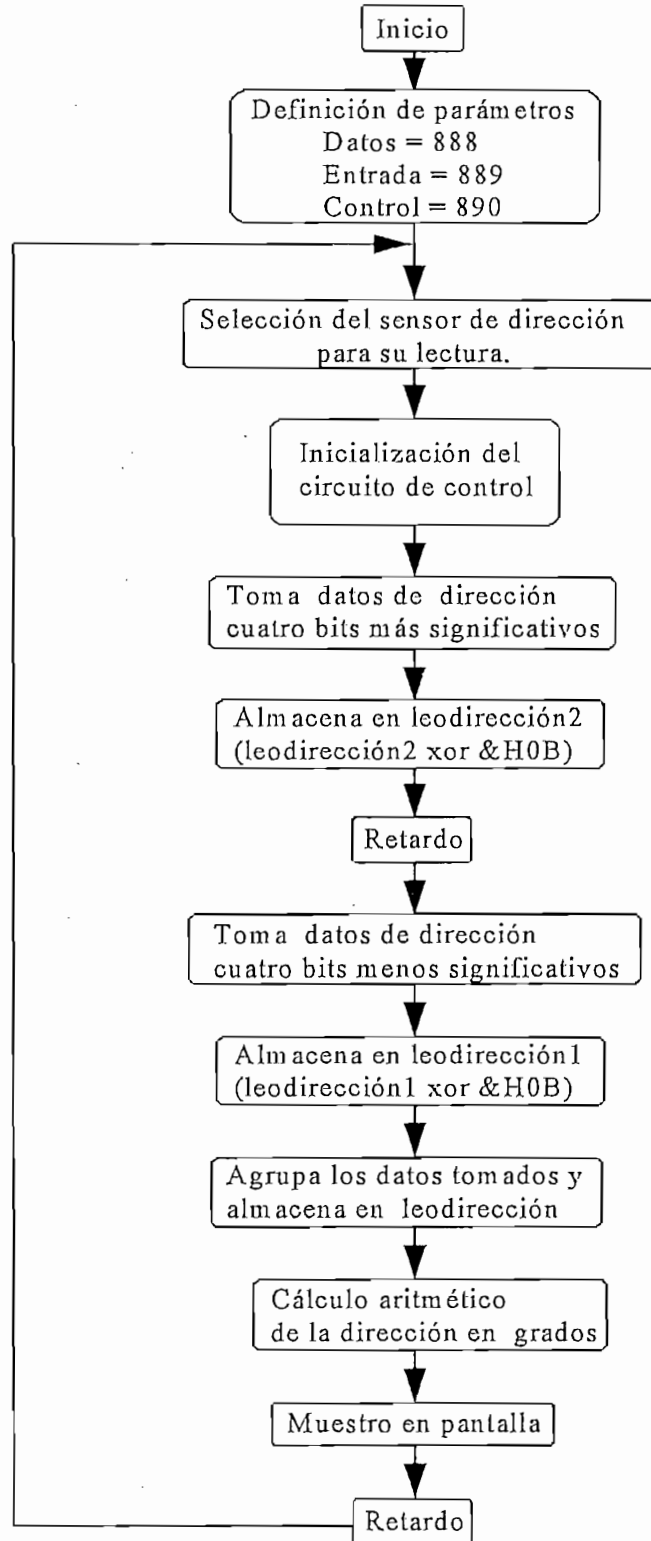 Inicio
Definición de parámetros
Datos = 888
Entrada = 889
Control = 890
Selección del sensor de dirección
para su lectura.
Inicialización del
circuito de control
Toma datos de dirección
cuatro bits más significativos
Almacena en leodirección2
(leodirección2 xor &H0B)
Retardo
Toma datos de dirección
cuatro bits menos significativos
Almacena en leodirección1
(leodirección1 xor &H0B)
Agrupa los datos tomados y
almacena en leodirección
Cálculo aritmético
de la dirección en grados
Muestro en pantalla
Retardo